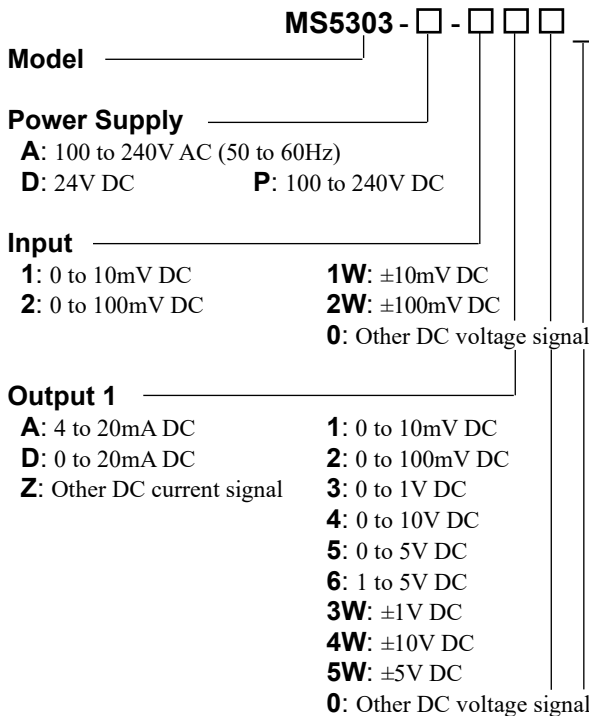 MS5303 - □ - □ □ □
Model
Power Supply
A: 100 to 240V AC (50 to 60Hz)
D: 24V DC P: 100 to 240V DC
Input
1: 0 to 10mV DC 1W: ±10mV DC
2: 0 to 100mV DC 2W: ±100mV DC
0: Other DC voltage signal
Output 1
A: 4 to 20mA DC 1: 0 to 10mV DC
D: 0 to 20mA DC 2: 0 to 100mV DC
Z: Other DC current signal 3: 0 to 1V DC
4: 0 to 10V DC
5: 0 to 5V DC
6: 1 to 5V DC
3W: ±1V DC
4W: ±10V DC
5W: ±5V DC
0: Other DC voltage signal